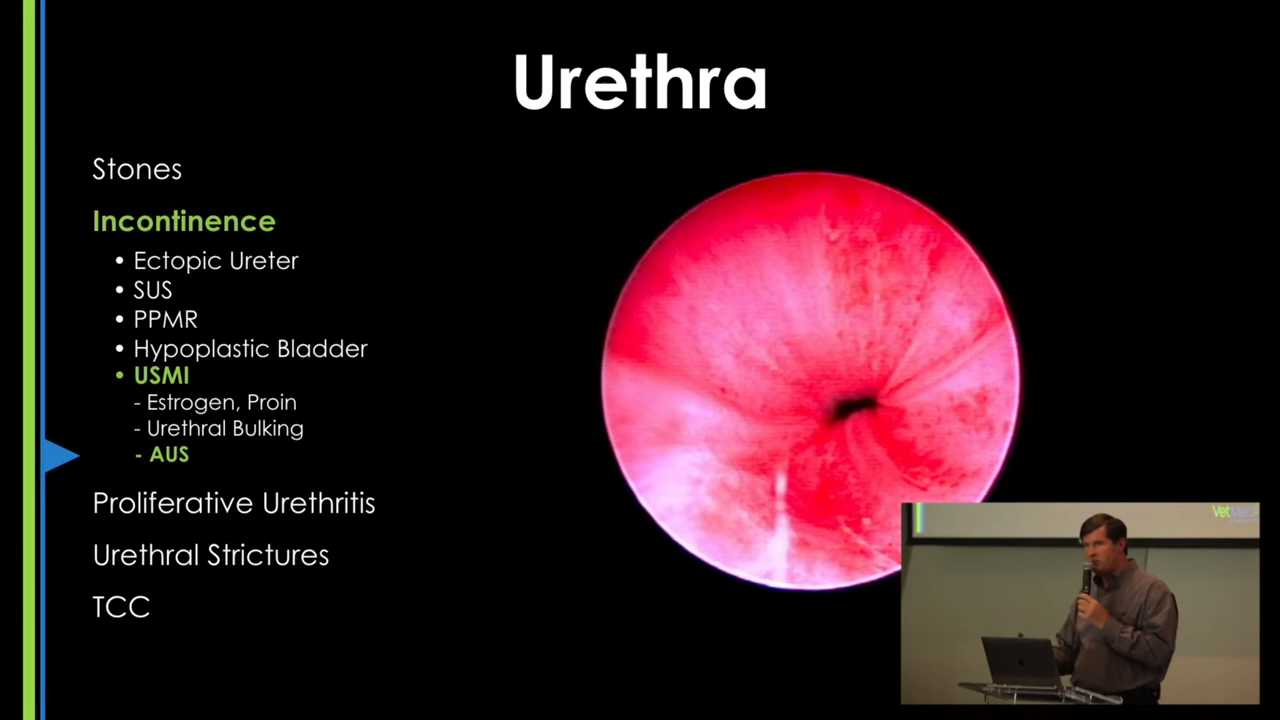 Urethra
Stones
Incontinence
• Ectopic Ureter
• SUS
• PPMR
• Hypoplastic Bladder
• USMI
- Estrogen, Proin
- Urethral Bulking
- AUS
Proliferative Urethritis
Urethral Strictures
TCC
VetMed